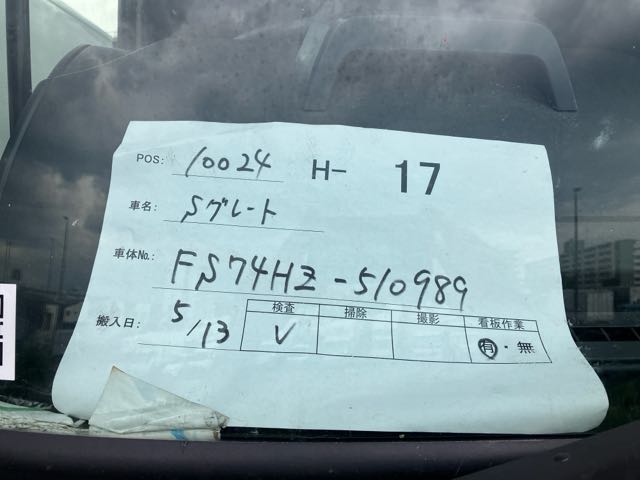 POS: 10024 H- 17
車名: Sグレート
車体No.: FS74HZ-510989
搬入日: 5/13
検査 掃除 撮影 看板作業
V 有・無